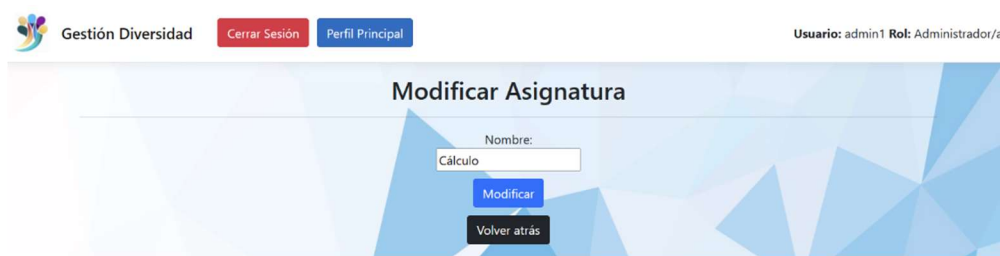 Gestión Diversidad Cerrar Sesión Perfil Principal Usuario: admin1 Rol: Administrador/a
Modificar Asignatura
Nombre:
Cálculo
Modificar
Volver atrás